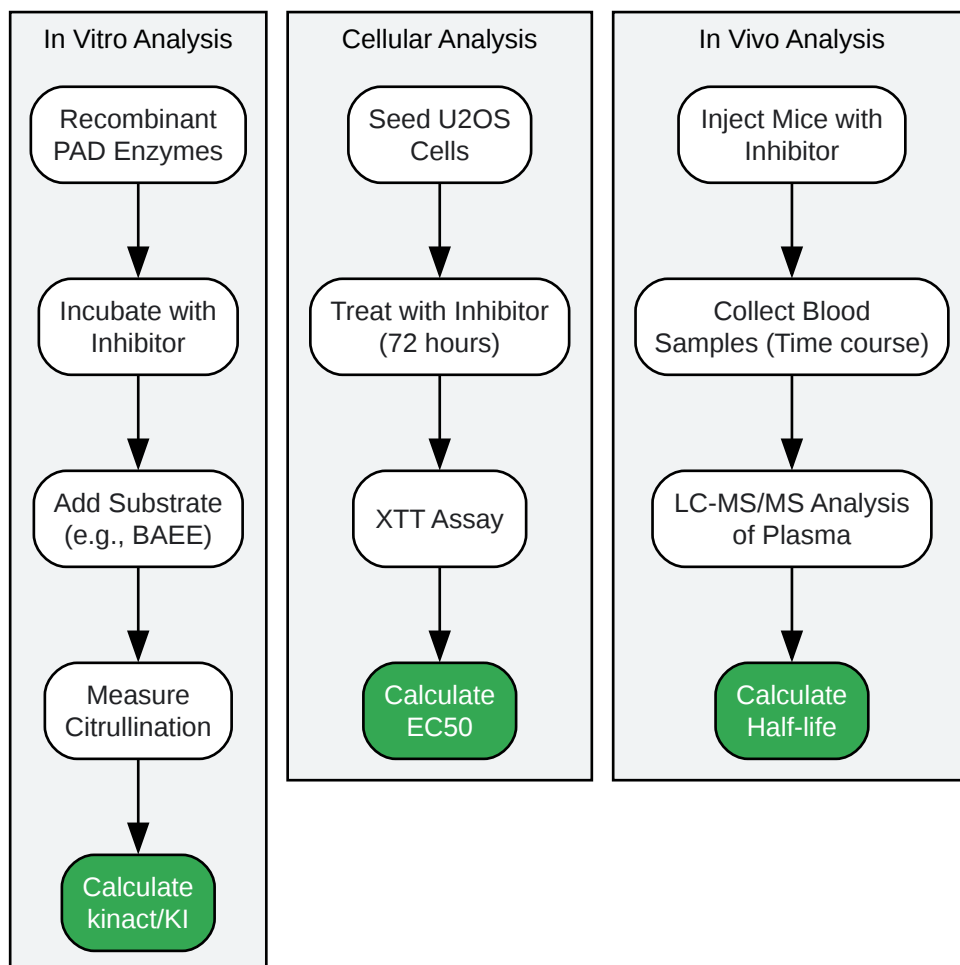 In Vitro Analysis
Recombinant
PAD Enzymes
Incubate with
Inhibitor
Add Substrate
(e.g., BAEE)
Measure
Citrullination
Calculate
kinact/KI
Cellular Analysis
Seed U2OS
Cells
Treat with Inhibitor
(72 hours)
XTT Assay
Calculate
EC50
In Vivo Analysis
Inject Mice with
Inhibitor
Collect Blood
Samples (Time course)
LC-MS/MS Analysis
of Plasma
Calculate
Half-life